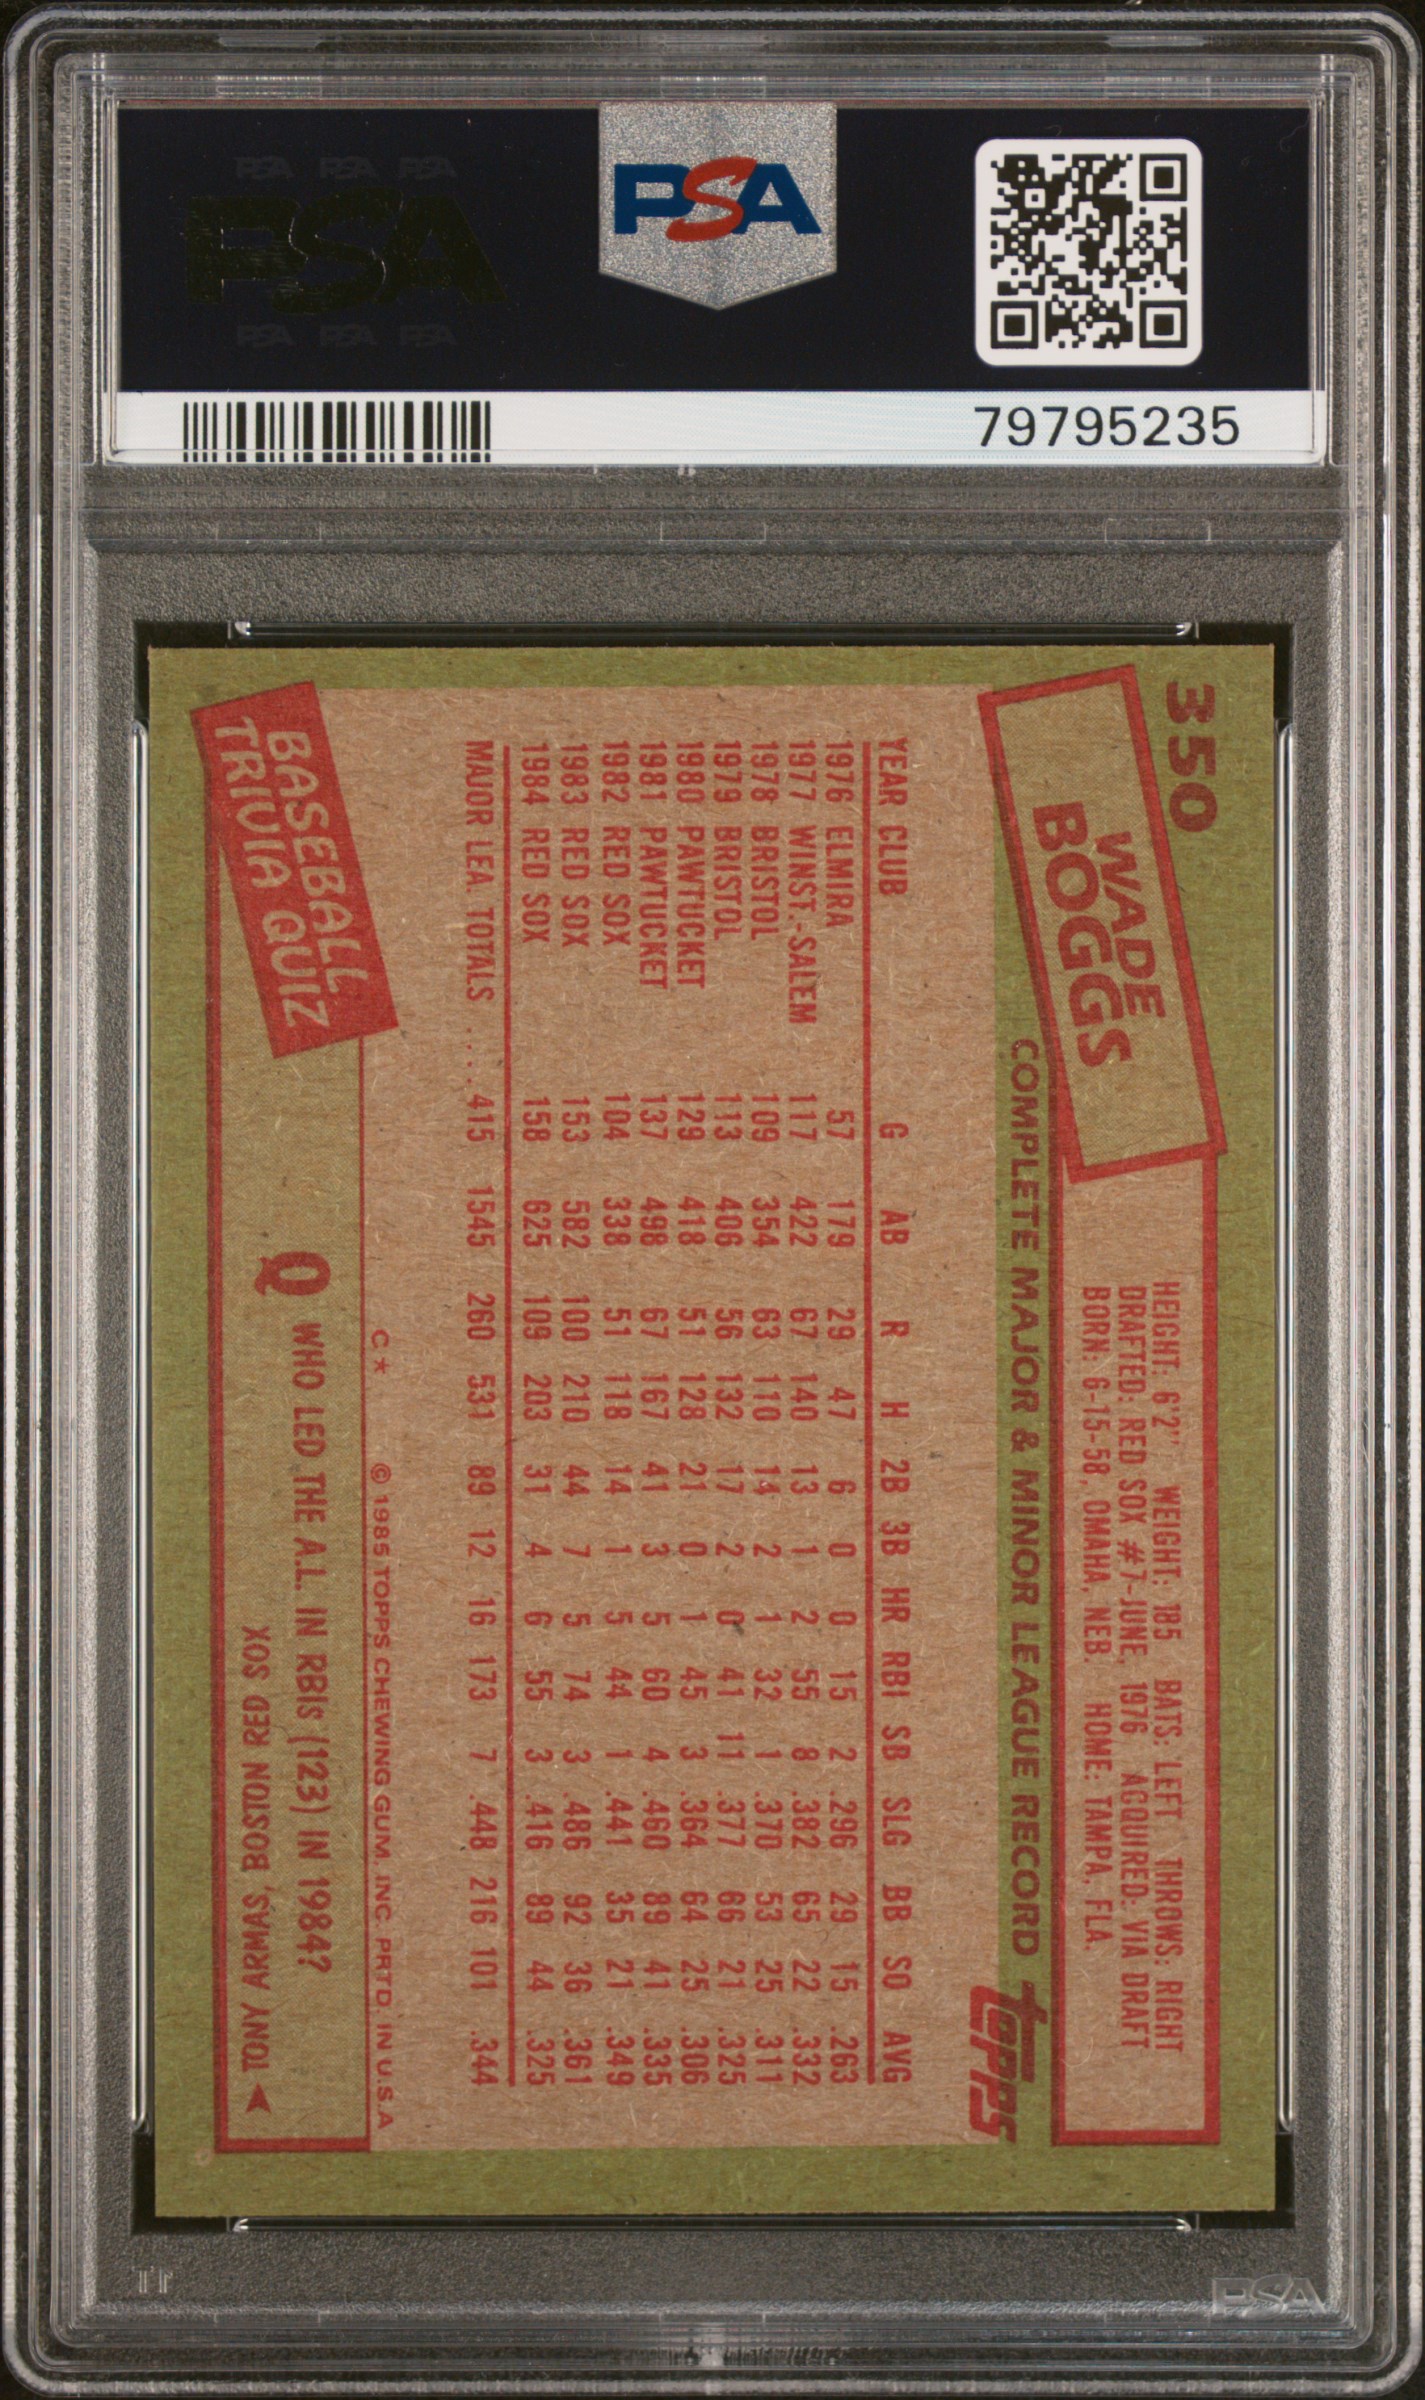 PSA PSA PSA
PSA
PSA PSA PSA
PSA
79795235
350
WADE
BOGGS
HEIGHT: 6'2" WEIGHT: 185 BATS: LEFT THROWS: RIGHT
DRAFTED: RED SOX #7-JUNE, 1976 ACQUIRED: VIA DRAFT
BORN: 6-15-58, OMAHA, NEB. HOME: TAMPA, FLA.
COMPLETE MAJOR & MINOR LEAGUE RECORD
topps
YEAR CLUB G AB R H 2B 3B HR RBI SB SLG BB SO AVG
1976 ELMIRA 57 179 29 47 6 0 0 15 2 .296 29 15 .263
1977 WINST.-SALEM 117 422 67 140 13 1 2 55 8 .382 65 22 .332
1978 BRISTOL 109 354 63 110 14 2 1 32 1 .370 53 25 .311
1979 BRISTOL 113 406 56 132 17 2 0 41 11 .377 66 21 .325
1980 PAWTUCKET 129 418 51 128 21 0 1 45 3 .364 64 25 .306
1981 PAWTUCKET 137 498 67 167 41 3 5 60 4 .460 89 41 .335
1982 RED SOX 104 338 51 118 14 1 5 44 1 .441 35 21 .349
1983 RED SOX 153 582 100 210 44 7 5 74 3 .486 92 36 .361
1984 RED SOX 158 625 109 203 31 4 6 55 3 .416 89 44 .325
MAJOR LEA. TOTALS .... 415 1545 260 531 89 12 16 173 7 .448 216 101 .344
C* © 1985 TOPPS CHEWING GUM, INC. PRTD. IN U.S.A
BASEBALL
TRIVIA QUIZ
Q WHO LED THE A.L. IN RBIS (123) IN 1984?
TONY ARMAS, BOSTON RED SOX
PSA